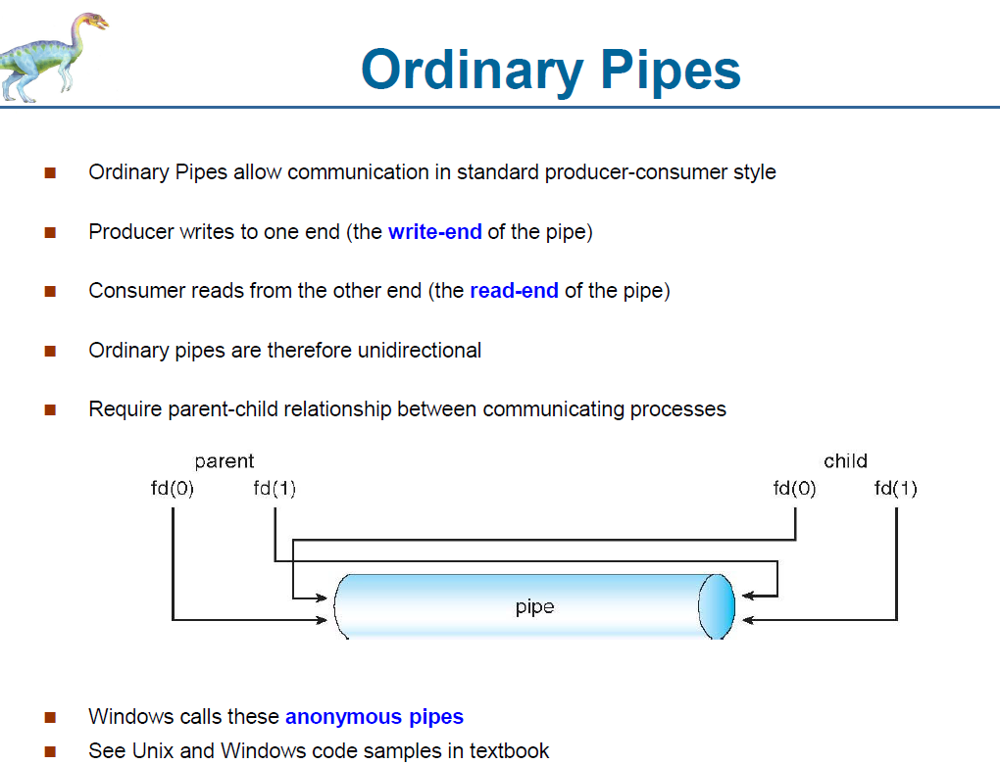 Ordinary Pipes
Ordinary Pipes allow communication in standard producer-consumer style
Producer writes to one end (the write-end of the pipe)
Consumer reads from the other end (the read-end of the pipe)
Ordinary pipes are therefore unidirectional
Require parent-child relationship between communicating processes
parent child
fd(0) fd(1) fd(0) fd(1)
pipe
Windows calls these anonymous pipes
See Unix and Windows code samples in textbook